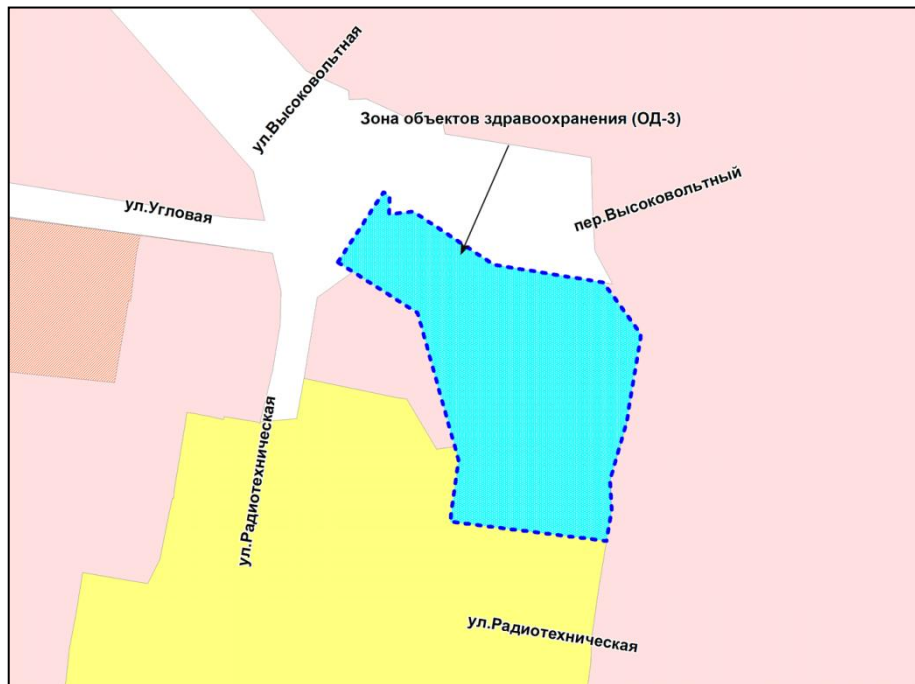 ул.Высоковольтная
Зона объектов здравоохранения (ОД-3)
ул.Угловая
пер.Высоковольтный
ул.Радиотехническая
ул.Радиотехническая